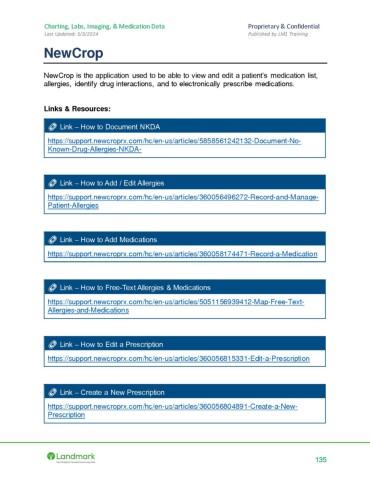 Charting, Labs, Imaging, & Medication Data Proprietary & Confidential
Last Updated: 5/3/2024 Published by LM1 Training
NewCrop
NewCrop is the application used to be able to view and edit a patient's medication list,
allergies, identify drug interactions, and to electronically prescribe medications.
Links & Resources:
Link – How to Document NKDA
https://support.newcroprx.com/hc/en-us/articles/5858561242132-Document-No-
Known-Drug-Allergies-NKDA-
Link – How to Add / Edit Allergies
https://support.newcroprx.com/hc/en-us/articles/360056496272-Record-and-Manage-
Patient-Allergies
Link – How to Add Medications
https://support.newcroprx.com/hc/en-us/articles/360058174471-Record-a-Medication
Link – How to Free-Text Allergies & Medications
https://support.newcroprx.com/hc/en-us/articles/5051156939412-Map-Free-Text-
Allergies-and-Medications
Link – How to Edit a Prescription
https://support.newcroprx.com/hc/en-us/articles/360056815331-Edit-a-Prescription
Link – Create a New Prescription
https://support.newcroprx.com/hc/en-us/articles/360056804891-Create-a-New-
Prescription
Landmark
135